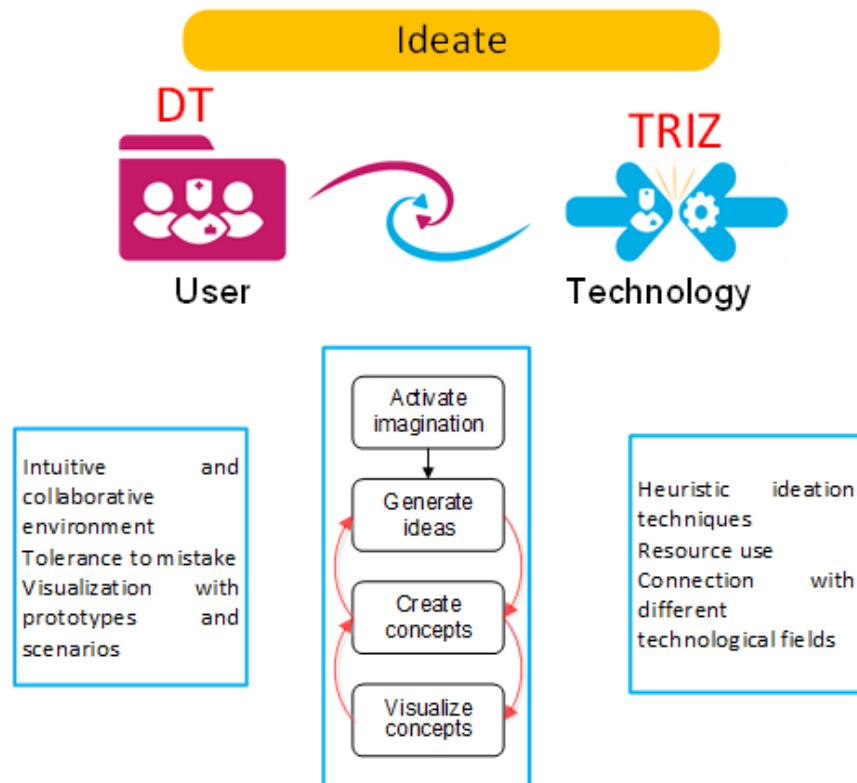 Ideate
DT
TRIZ
User
Technology
Intuitive and
collaborative
environment
Tolerance to mistake
Visualization with
prototypes and
scenarios
Activate
imagination
Generate
ideas
Create
concepts
Visualize
concepts
Heuristic ideation
techniques
Resource use
Connection with
different
technological fields